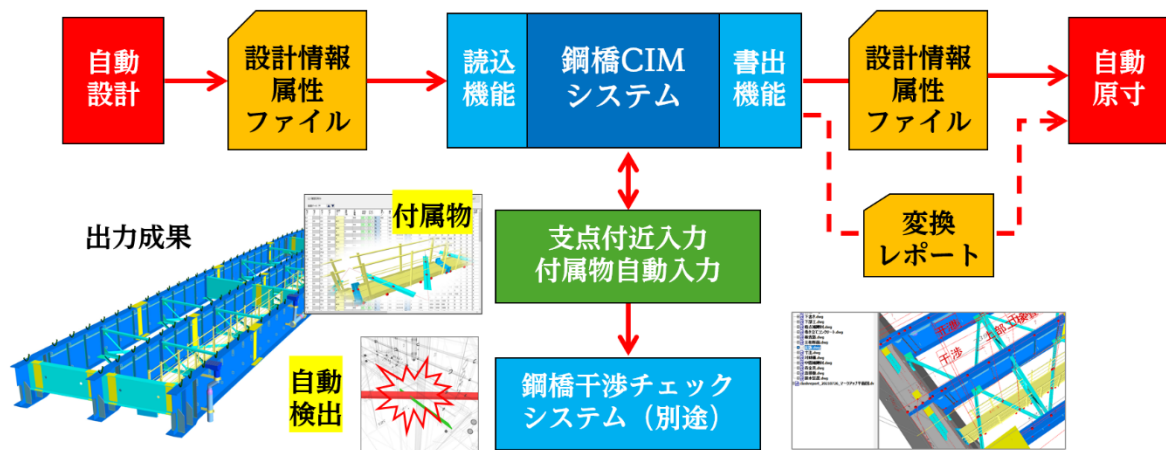 自動
設計
設計情報
属性
ファイル
読込
機能
鋼橋CIM
システム
書出
機能
設計情報
属性
ファイル
自動
原寸
変換
レポート
出力成果
付属物
支点付近入力
付属物自動入力
自動
検出
鋼橋干渉チェック
システム（別途）
干渉
干渉